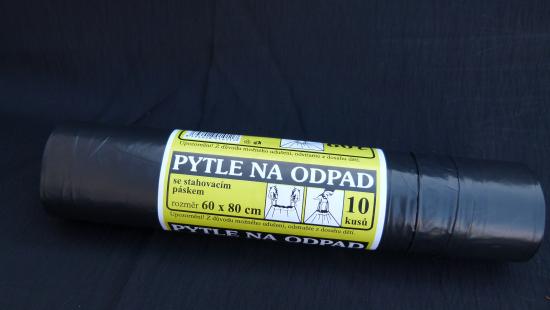 Upozornění! Z důvodu možného udušení, odstraňte z dosahu dětí.
PYTLE NA ODPAD
se stahovacím
páskem
rozměr 60 x 80 cm
10
kusů
Upozornění! Z důvodu možného udušení, odstraňte z dosahu dětí.
PYTLE NA ODPAD